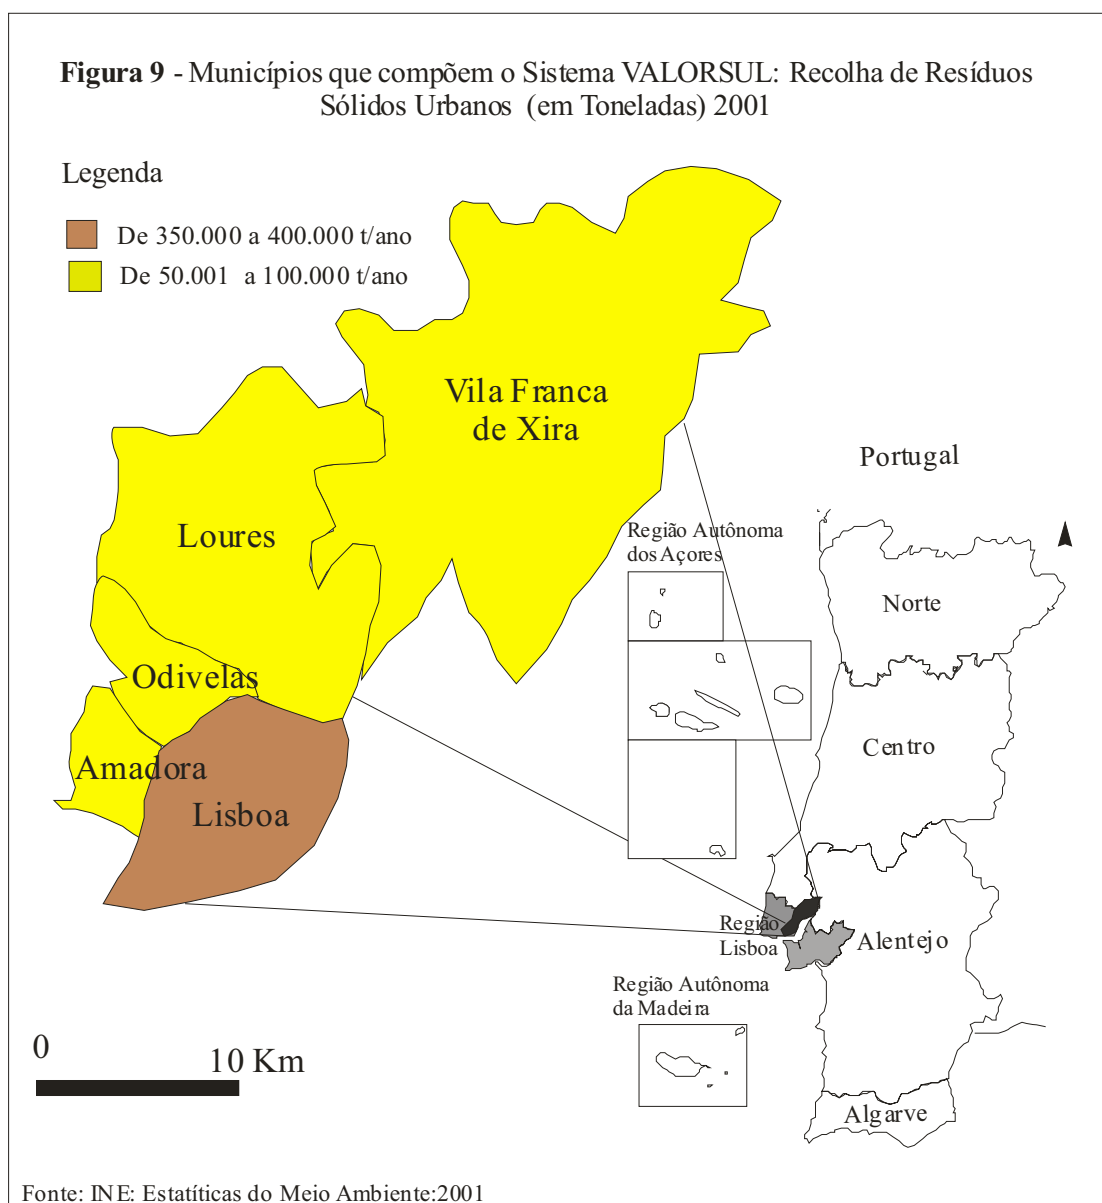 Figura 9 - Municípios que compõem o Sistema VALORSUL: Recolha de Resíduos
Sólidos Urbanos (em Toneladas) 2001
Legenda
De 350.000 a 400.000 t/ano
De 50.001 a 100.000 t/ano
Vila Franca
de Xira
Loures
Odivelas
Amadora
Lisboa
Portugal
Região Autônoma
dos Açores
Norte
Centro
Região
Lisboa
Alentejo
Região Autônoma
da Madeira
Algarve
0
10 Km
Fonte: INE: Estatíticas do Meio Ambiente:2001